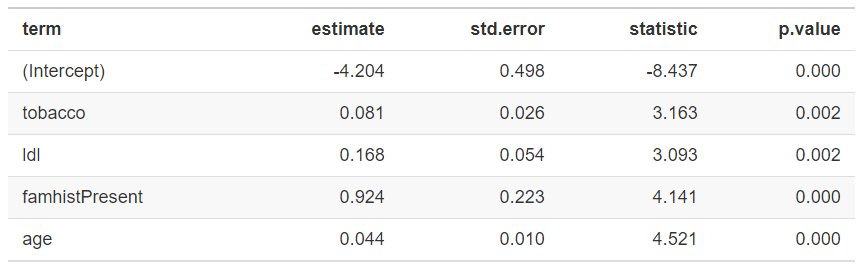 term estimate std.error statistic p.value
(Intercept) -4.204 0.498 -8.437 0.000
tobacco 0.081 0.026 3.163 0.002
ldl 0.168 0.054 3.093 0.002
famhistPresent 0.924 0.223 4.141 0.000
age 0.044 0.010 4.521 0.000